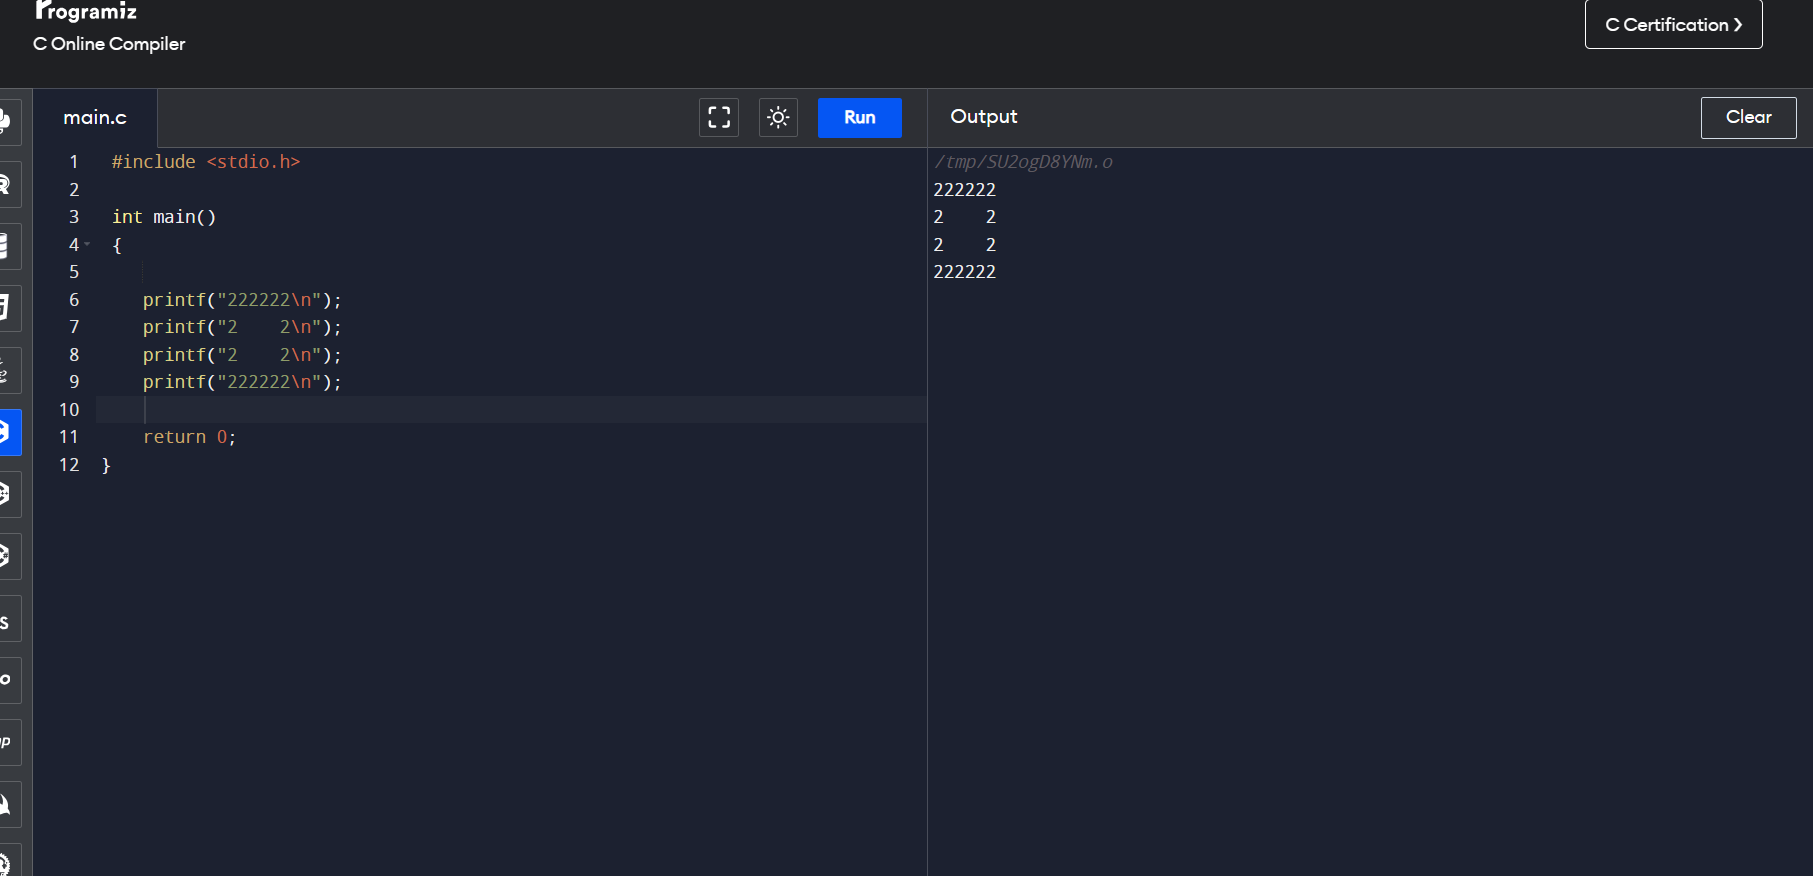 Programiz
C Online Compiler
C Certification ❯
main.c
Run
Output
Clear
1 #include <stdio.h>
2
3 int main()
4 {
5
6    printf("222222\n");
7    printf("2    2\n");
8    printf("2    2\n");
9    printf("222222\n");
10
11    return 0;
12 }
/tmp/SU2ogD8YNm.o
222222
2    2
2    2
222222